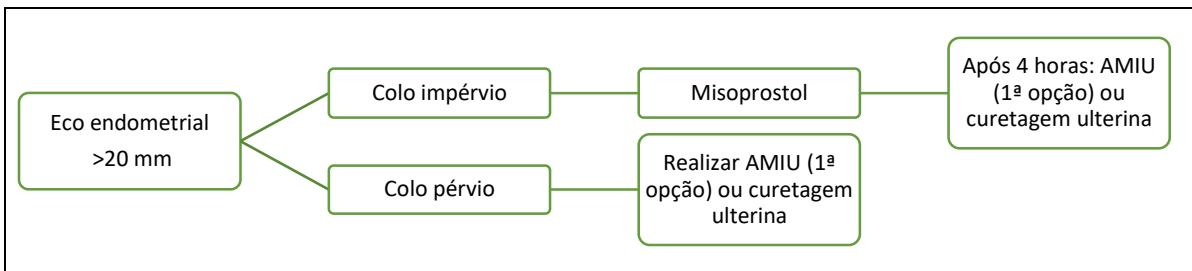 Eco endometrial
>20 mm
Colo impérvio
Misoprostol
Após 4 horas: AMIU
(1ª opção) ou
curetagem ulterina
Colo pérvio
Realizar AMIU (1ª
opção) ou curetagem
ulterina